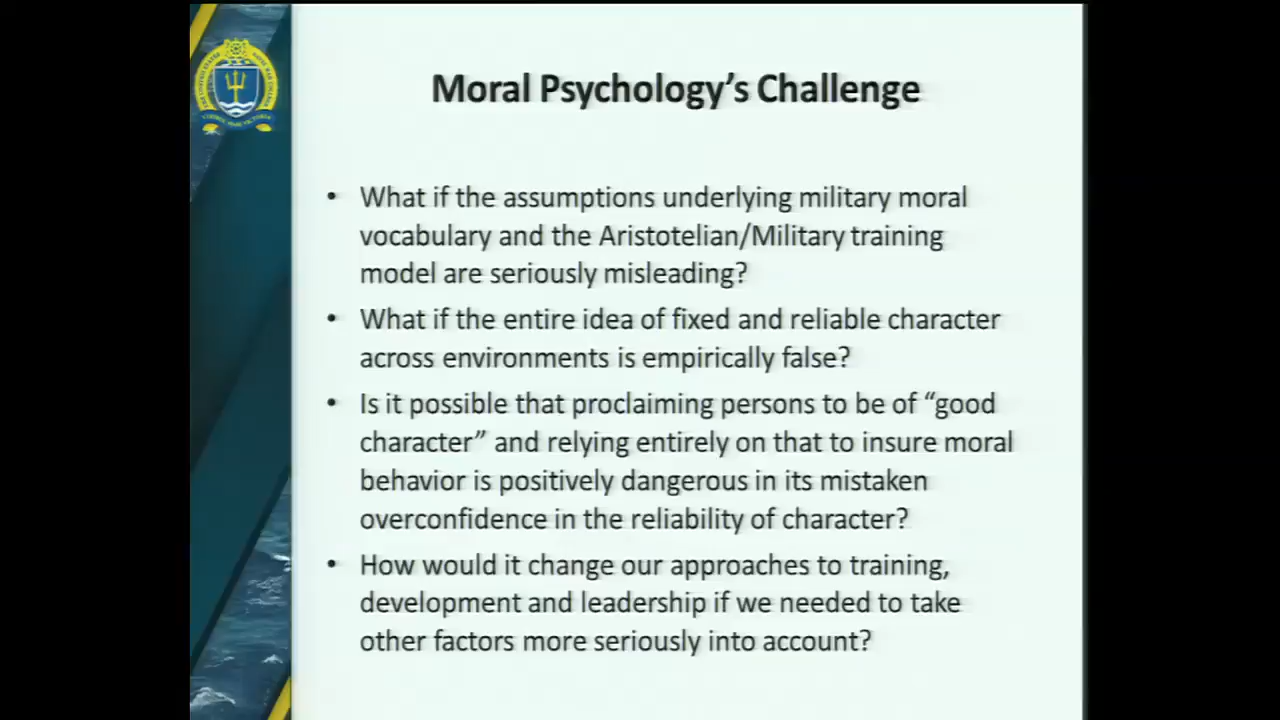 Moral Psychology’s Challenge
• What if the assumptions underlying military moral
vocabulary and the Aristotelian/Military training
model are seriously misleading?
• What if the entire idea of fixed and reliable character
across environments is empirically false?
• Is it possible that proclaiming persons to be of “good
character” and relying entirely on that to insure moral
behavior is positively dangerous in its mistaken
overconfidence in the reliability of character?
• How would it change our approaches to training,
development and leadership if we needed to take
other factors more seriously into account?